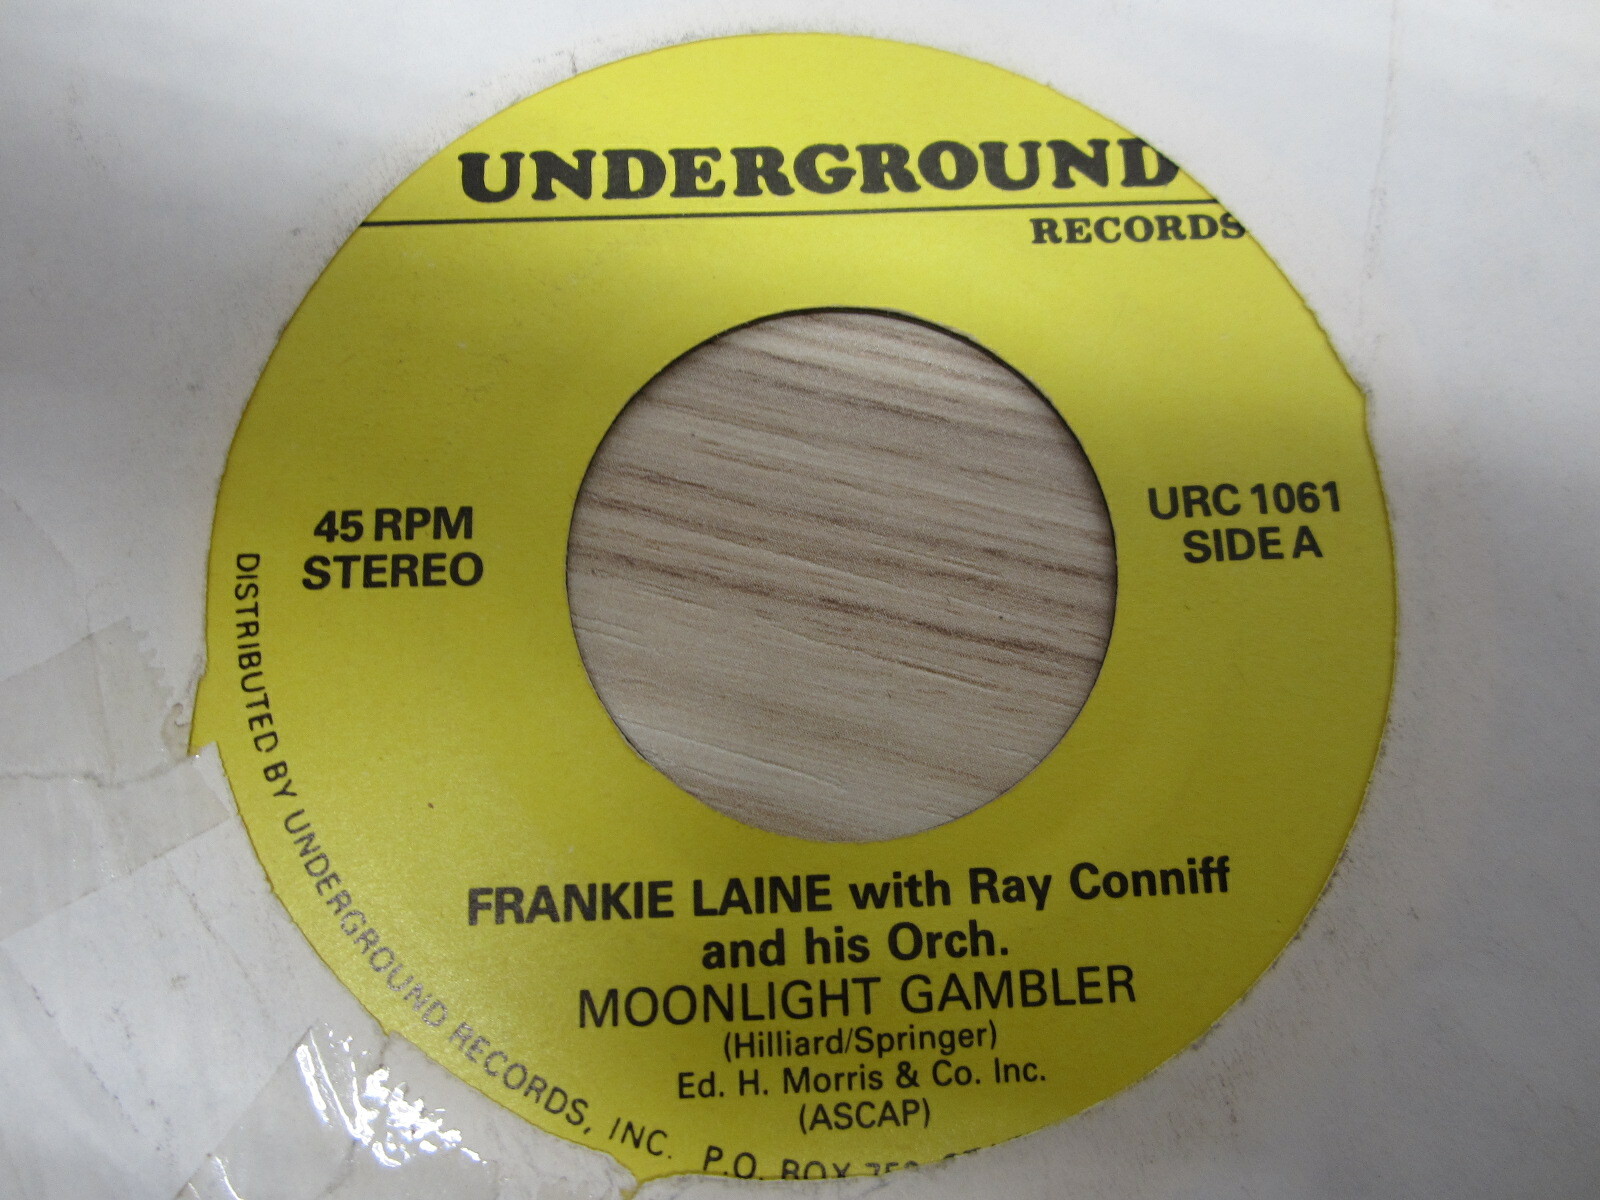 UNDERGROUND
RECORDS
45 RPM
STEREO
URC 1061
SIDE A
FRANKIE LAINE with Ray Conniff
and his Orch.
MOONLIGHT GAMBLER
(Hilliard/Springer)
Ed. H. Morris & Co. Inc.
(ASCAP)
DISTRIBUTED BY UNDERGROUND RECORDS, INC. P.O. BOX